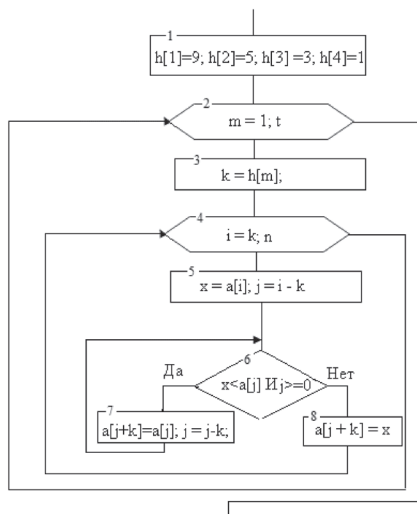 1
h[1]=9; h[2]=5; h[3] =3; h[4]=1
2
m = 1; t
3
k = h[m];
4
i = k; n
5
x = a[i]; j = i - k
6
Да
x<a[j] И j>=0
Нет
7
a[j+k]=a[j]; j = j-k;
8
a[j + k] = x